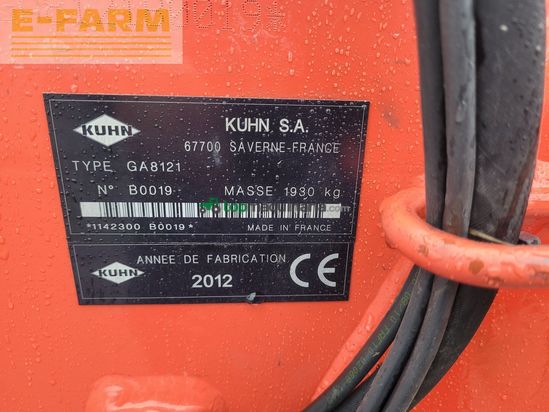 E-FARM
0019*
KUHN
KUHN S.A.
67700 SAVERNE-FRANCE
TYPE GA8121
N° B0019 MASSE 1930 kg
*1142300 B0019* MADE IN FRANCE
KUHN
ANNEE DE FABRICATION
2012
CE